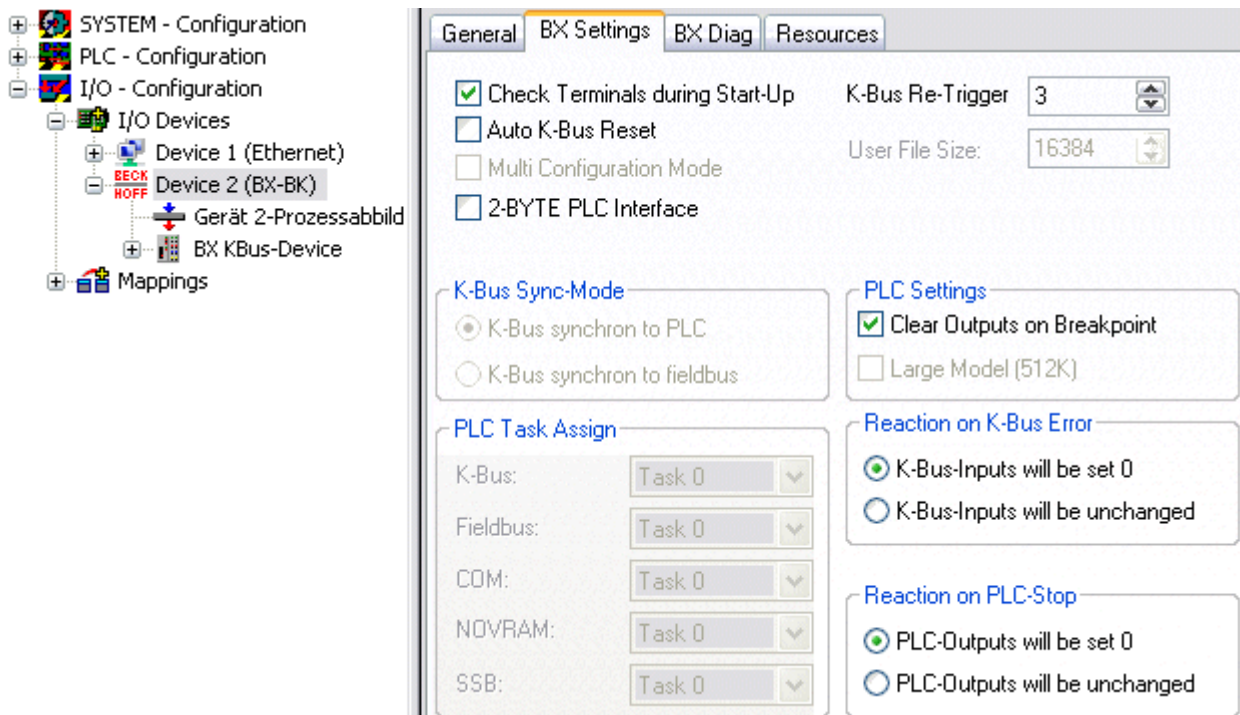 SYSTEM - Configuration
PLC - Configuration
I/O - Configuration
I/O Devices
Device 1 (Ethernet)
BECK
HOFF
Device 2 (BX-BK)
Gerät 2-Prozessabbild
BX KBus-Device
Mappings
General BX Settings BX Diag Resources
Check Terminals during Start-Up
Auto K-Bus Reset
Multi Configuration Mode
2-BYTE PLC Interface
K-Bus Re-Trigger 3
User File Size: 16384
K-Bus Sync-Mode
K-Bus synchron to PLC
K-Bus synchron to fieldbus
PLC Settings
Clear Outputs on Breakpoint
Large Model (512K)
PLC Task Assign
K-Bus: Task 0
Fieldbus: Task 0
COM: Task 0
NOVRAM: Task 0
SSB: Task 0
Reaction on K-Bus Error
K-Bus-Inputs will be set 0
K-Bus-Inputs will be unchanged
Reaction on PLC-Stop
PLC-Outputs will be set 0
PLC-Outputs will be unchanged